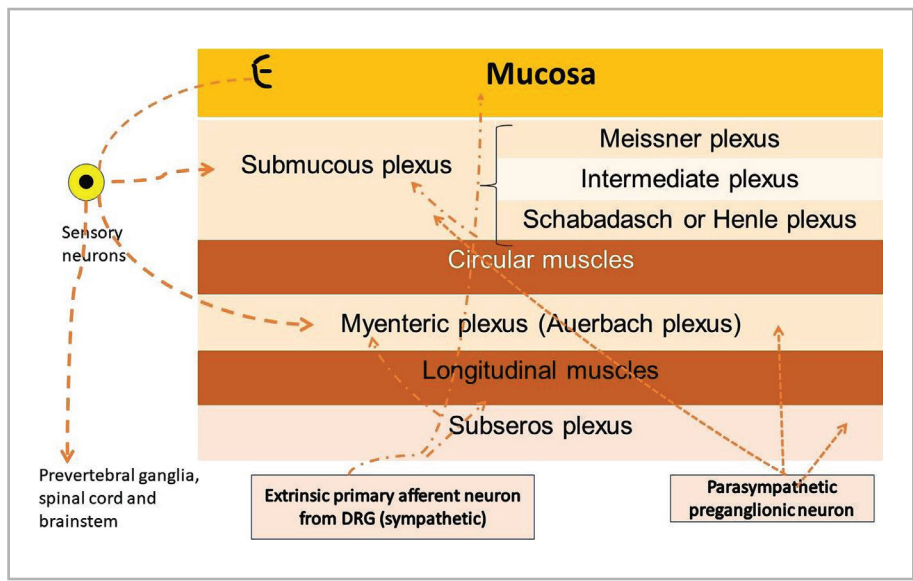 Mucosa
Submucous plexus
Meissner plexus
Intermediate plexus
Schabadasch or Henle plexus
Sensory
neurons
Circular muscles
Myenteric plexus (Auerbach plexus)
Longitudinal muscles
Subseros plexus
Prevertebral ganglia,
spinal cord and
brainstem
Extrinsic primary afferent neuron
from DRG (sympathetic)
Parasympathetic
preganglionic neuron